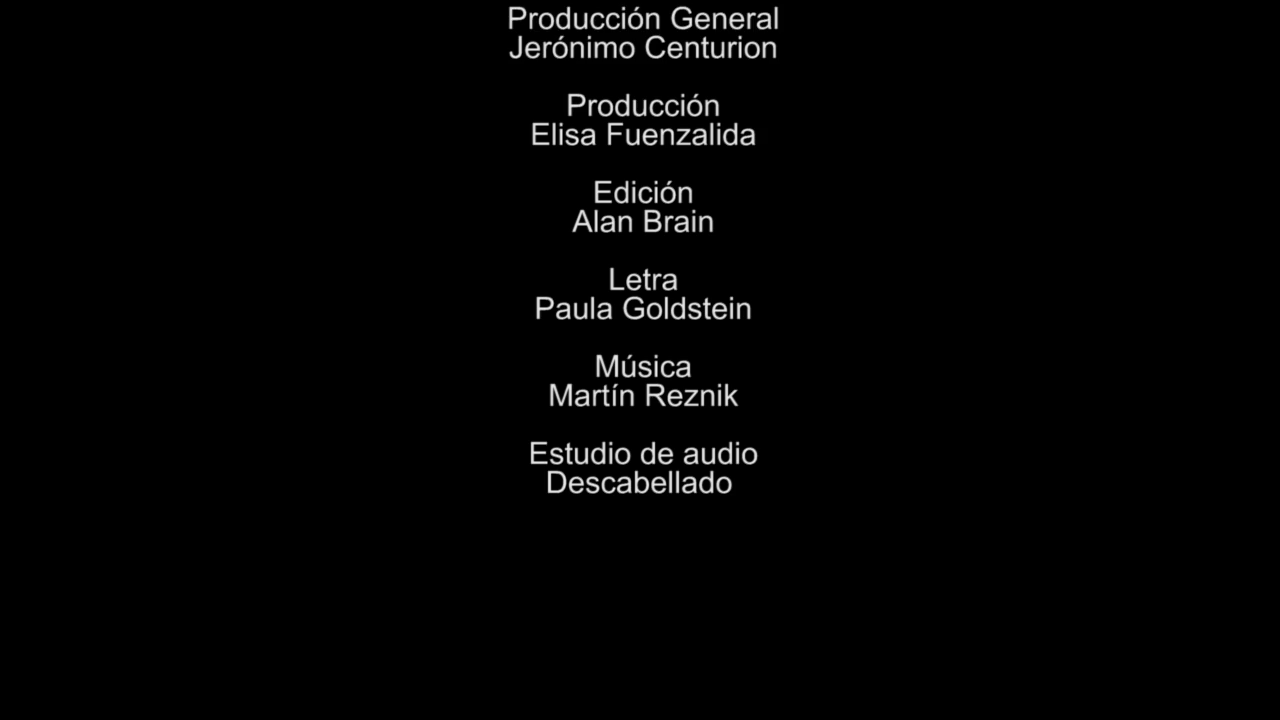 Producción General
Jerónimo Centurion
Producción
Elisa Fuenzalida
Edición
Alan Brain
Letra
Paula Goldstein
Música
Martín Reznik
Estudio de audio
Descabellado